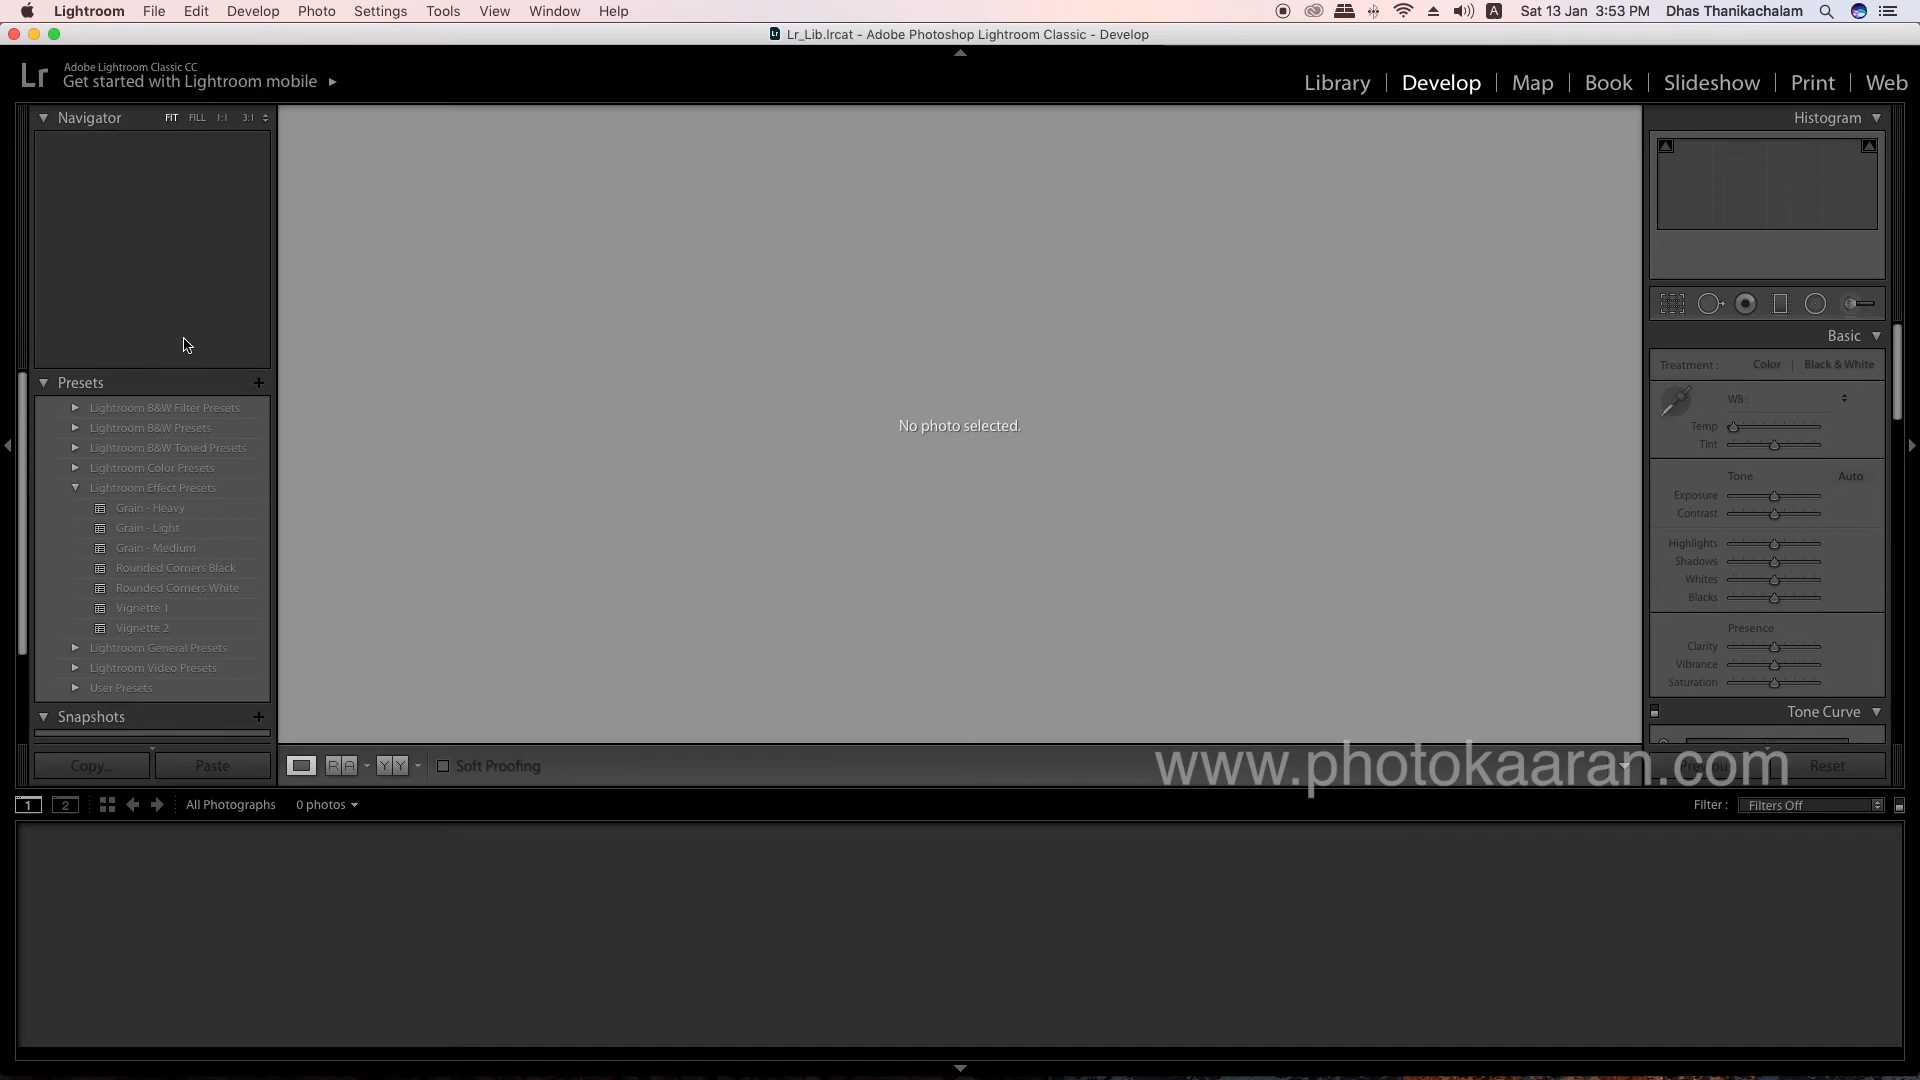 Lightroom File Edit Develop Photo Settings Tools View Window Help
A Sat 13 Jan 3:53 PM Dhas Thanikachalam
Lr_Lib.lrcat - Adobe Photoshop Lightroom Classic - Develop
Lr
Adobe Lightroom Classic CC
Get started with Lightroom mobile
Library | Develop | Map | Book | Slideshow | Print | Web
Navigator FIT FILL 1:1 3:1
Presets
Lightroom B&W Filter Presets
Lightroom B&W Presets
Lightroom B&W Toned Presets
Lightroom Color Presets
Lightroom Effect Presets
Grain - Heavy
Grain - Light
Grain - Medium
Rounded Corners Black
Rounded Corners White
Vignette 1
Vignette 2
Lightroom General Presets
Lightroom Video Presets
User Presets
Snapshots
Copy... Paste
No photo selected.
R A Y Y Soft Proofing
Histogram
Basic
Treatment : Color | Black & White
WB :
Temp
Tint
Tone Auto
Exposure
Contrast
Highlights
Shadows
Whites
Blacks
Presence
Clarity
Vibrance
Saturation
Tone Curve
Reset
www.photokaaran.com
1 2 All Photographs 0 photos
Filter : Filters Off